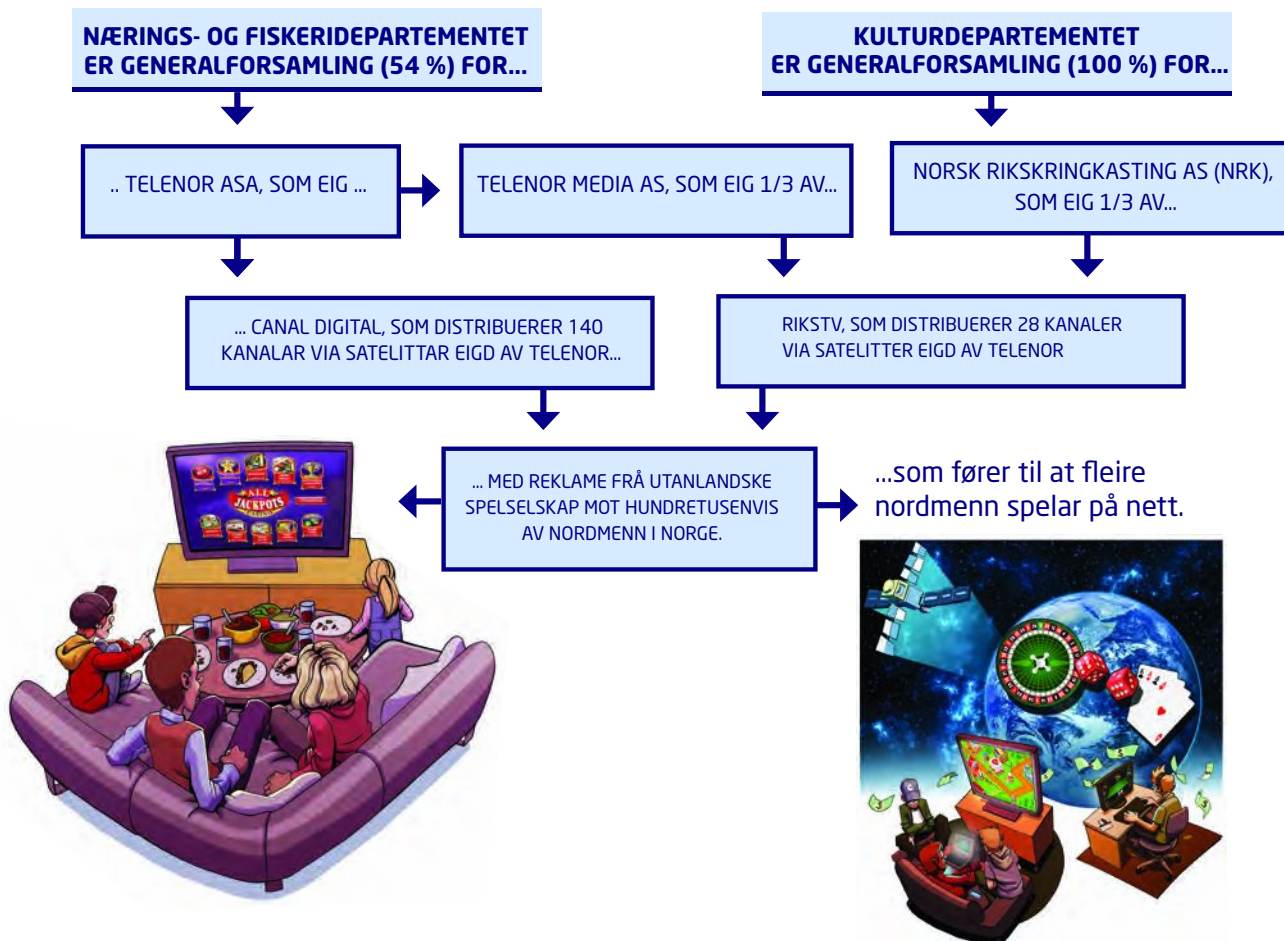 NÆRINGS- OG FISKERIDEPARTEMENTET
ER GENERALFORSAMLING (54 %) FOR...
KULTURDEPARTEMENTET
ER GENERALFORSAMLING (100 %) FOR...
.. TELENOR ASA, SOM EIG ...
TELENOR MEDIA AS, SOM EIG 1/3 AV...
NORSK RIKSKRINGKASTING AS (NRK),
SOM EIG 1/3 AV...
... CANAL DIGITAL, SOM DISTRIBUERER 140
KANALAR VIA SATELITTAR EIGD AV TELENOR...
RIKSTV, SOM DISTRIBUERER 28 KANALER
VIA SATELITTER EIGD AV TELENOR
... MED REKLAME FRÅ UTANLANDSKE
SPELSELSKAP MOT HUNDRETUSENVIS
AV NORDMENN I NORGE.
...som fører til at fleire
nordmenn spelar på nett.
ALL
JACKPOTS